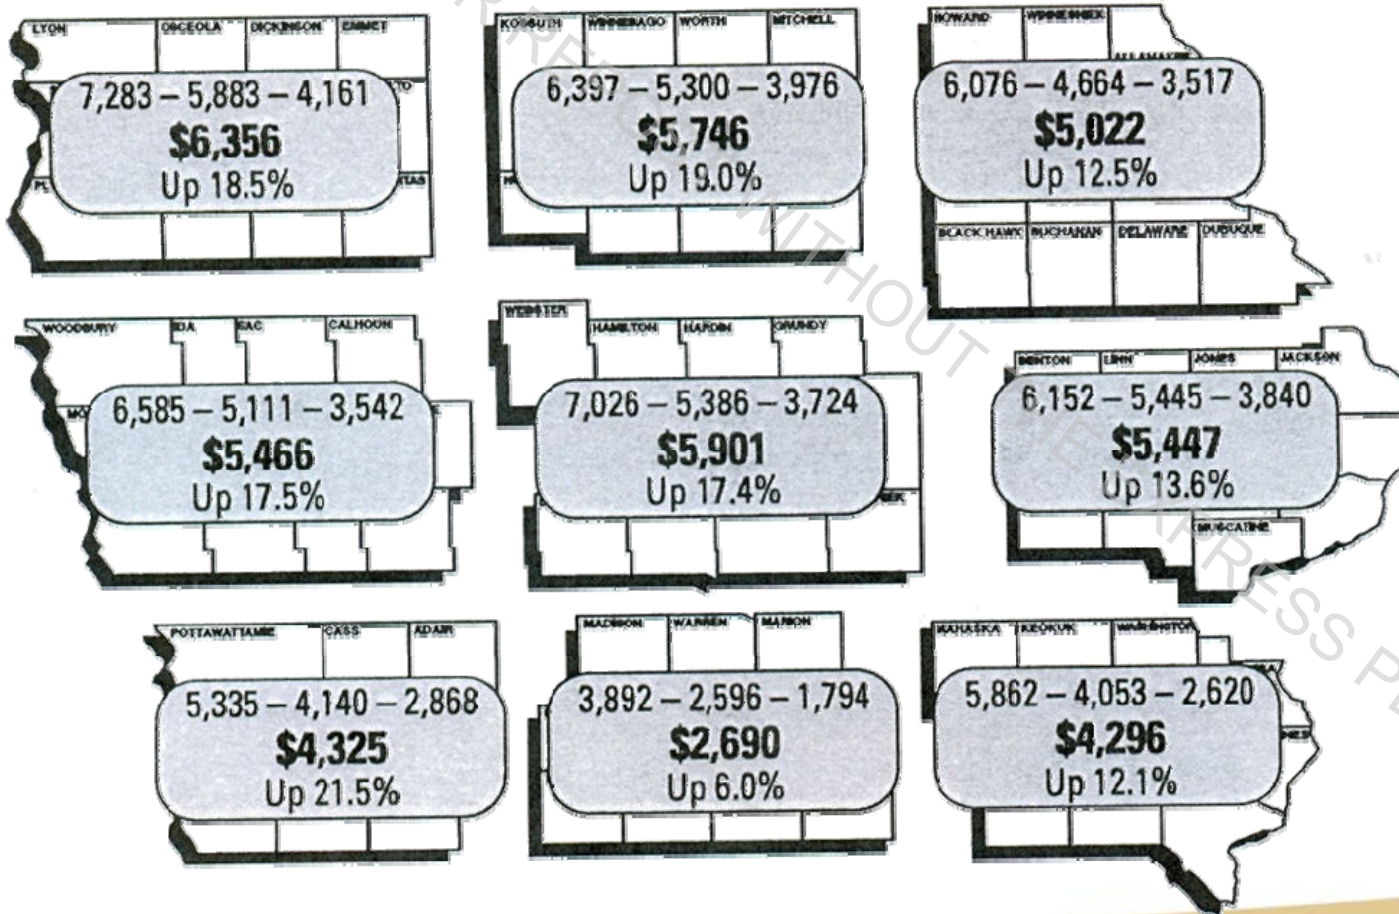 LYON OSCEOLA DICKINSON EMMET
7,283 – 5,883 – 4,161
$6,356
Up 18.5%
KOSSUTH WINNEBAGO WORTH MITCHELL
6,397 – 5,300 – 3,976
$5,746
Up 19.0%
HOWARD WINNESHIEK
ALLAMAKEE
6,076 – 4,664 – 3,517
$5,022
Up 12.5%
BLACK HAWK BUCHANAN DELAWARE DUBUQUE
WOODBURY IDA SAC CALHOUN
6,585 – 5,111 – 3,542
$5,466
Up 17.5%
WEBSTER
HAMILTON HARDIN GRUNDY
7,026 – 5,386 – 3,724
$5,901
Up 17.4%
BENTON LINN JONES JACKSON
6,152 – 5,445 – 3,840
$5,447
Up 13.6%
MUSCATINE
POTTAWATTAMIE CASS ADAIR
5,335 – 4,140 – 2,868
$4,325
Up 21.5%
MADISON WARREN MARION
3,892 – 2,596 – 1,794
$2,690
Up 6.0%
MAHASKA KEOKUK WASHINGTON
5,862 – 4,053 – 2,620
$4,296
Up 12.1%
WITHOUT